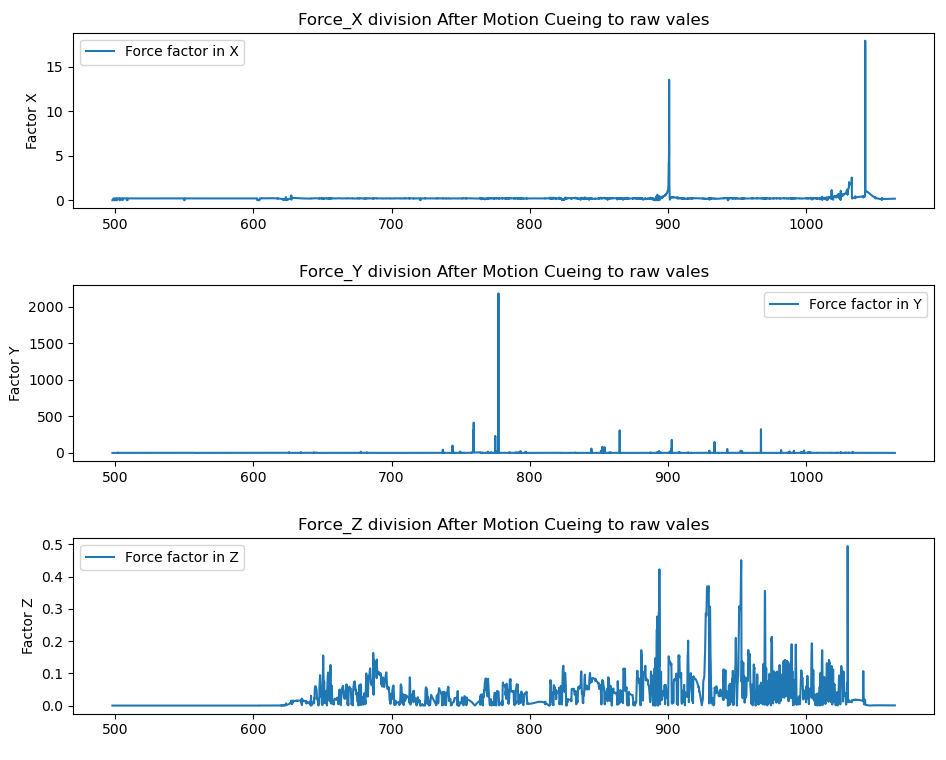 Force_X division After Motion Cueing to raw vales
Force factor in X
Factor X
15
10
5
0
500 600 700 800 900 1000
Force_Y division After Motion Cueing to raw vales
Force factor in Y
Factor Y
2000
1500
1000
500
0
500 600 700 800 900 1000
Force_Z division After Motion Cueing to raw vales
Force factor in Z
Factor Z
0.5
0.4
0.3
0.2
0.1
0.0
500 600 700 800 900 1000